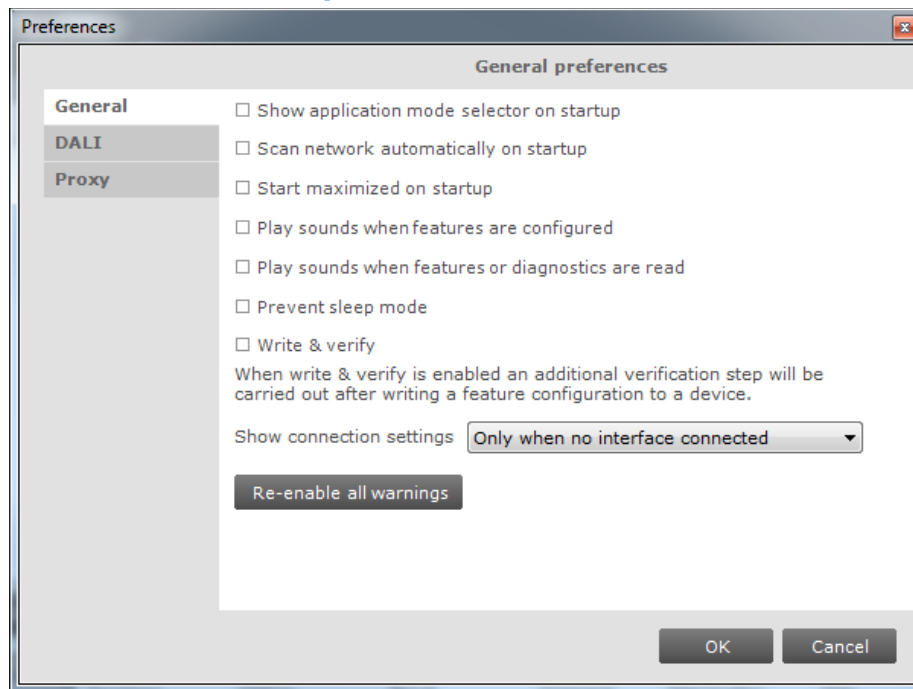 Preferences
General preferences
General
DALI
Proxy
Show application mode selector on startup
Scan network automatically on startup
Start maximized on startup
Play sounds when features are configured
Play sounds when features or diagnostics are read
Prevent sleep mode
Write & verify
When write & verify is enabled an additional verification step will be
carried out after writing a feature configuration to a device.
Show connection settings Only when no interface connected
Re-enable all warnings
OK Cancel